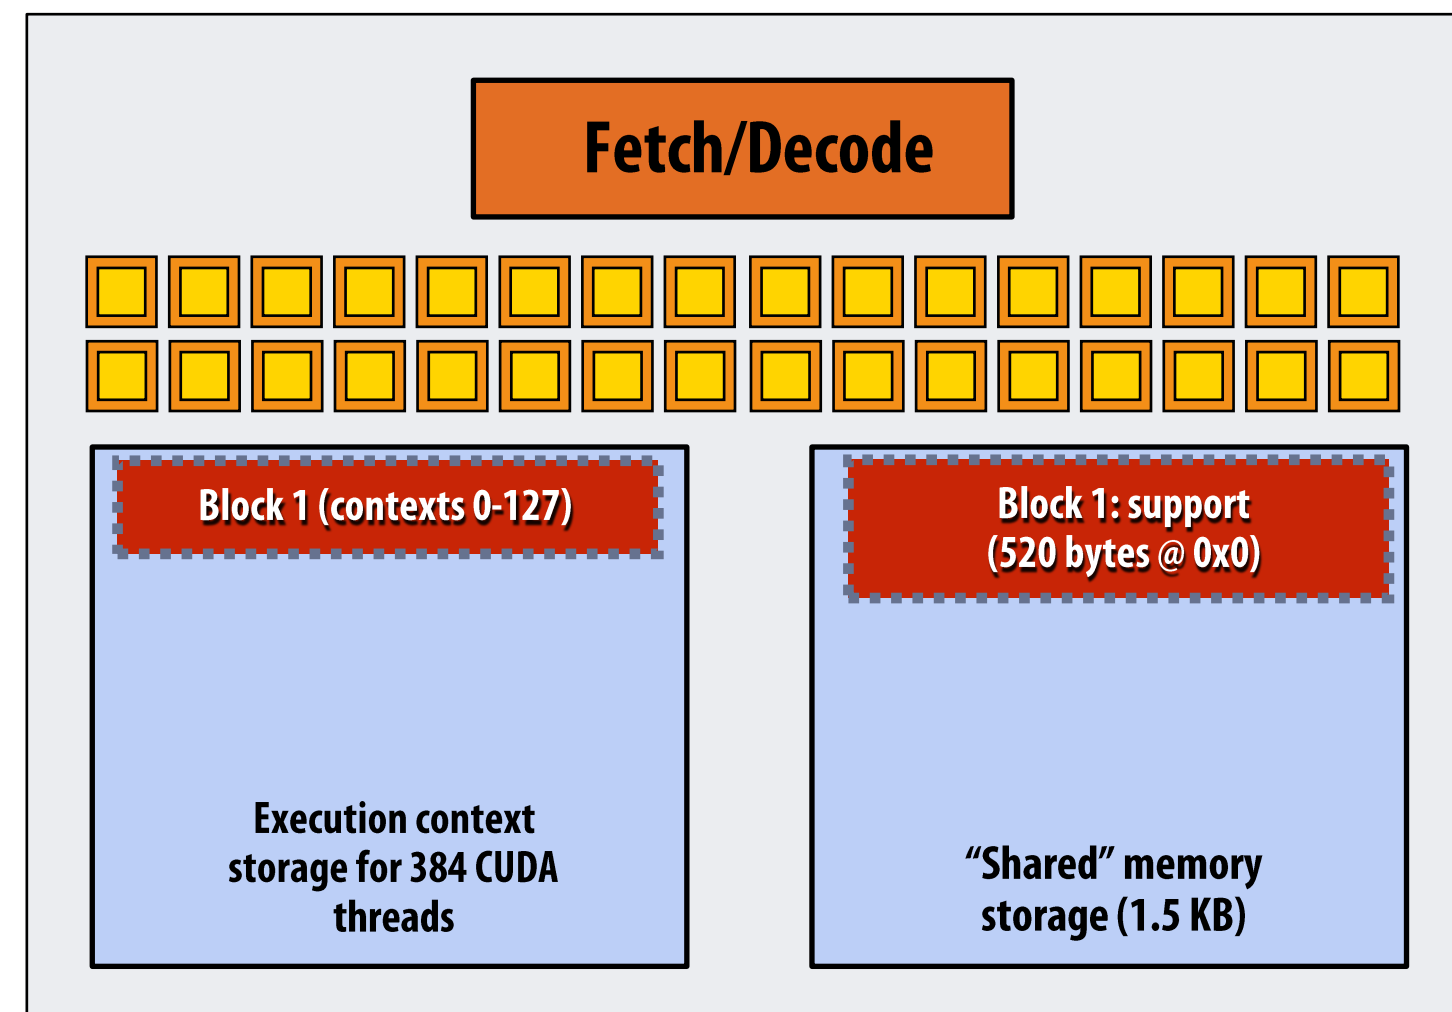 Fetch/Decode
Block 1 (contexts 0-127)
Block 1: support
(520 bytes @ 0x0)
Execution context
storage for 384 CUDA
threads
“Shared” memory
storage (1.5 KB)